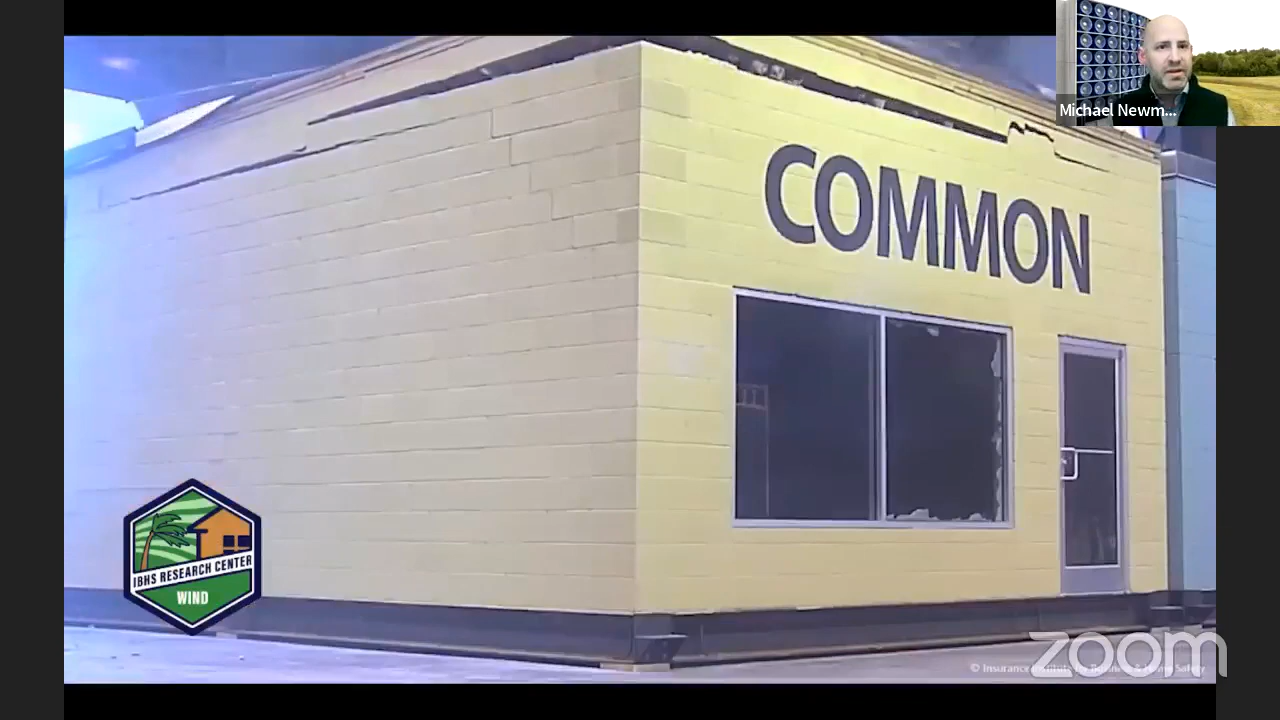 Michael Newm...
COMMON
IBHS RESEARCH CENTER
WIND
zoom
© Insurance Institute for Business & Home Safety